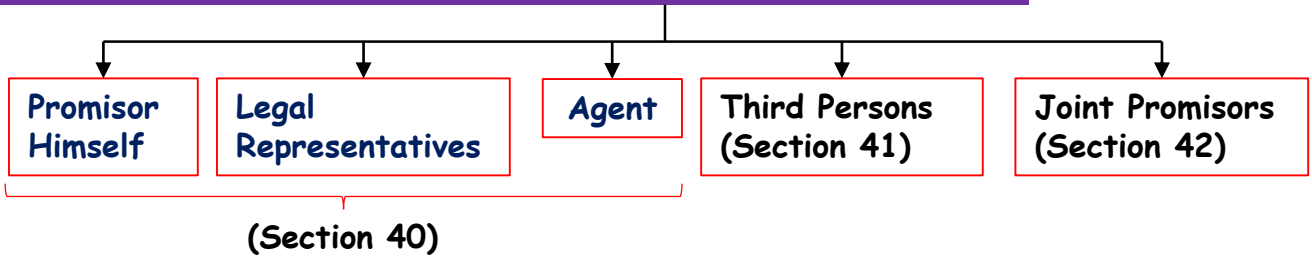 Promisor
Himself
Legal
Representatives
Agent
Third Persons
(Section 41)
Joint Promisors
(Section 42)
(Section 40)